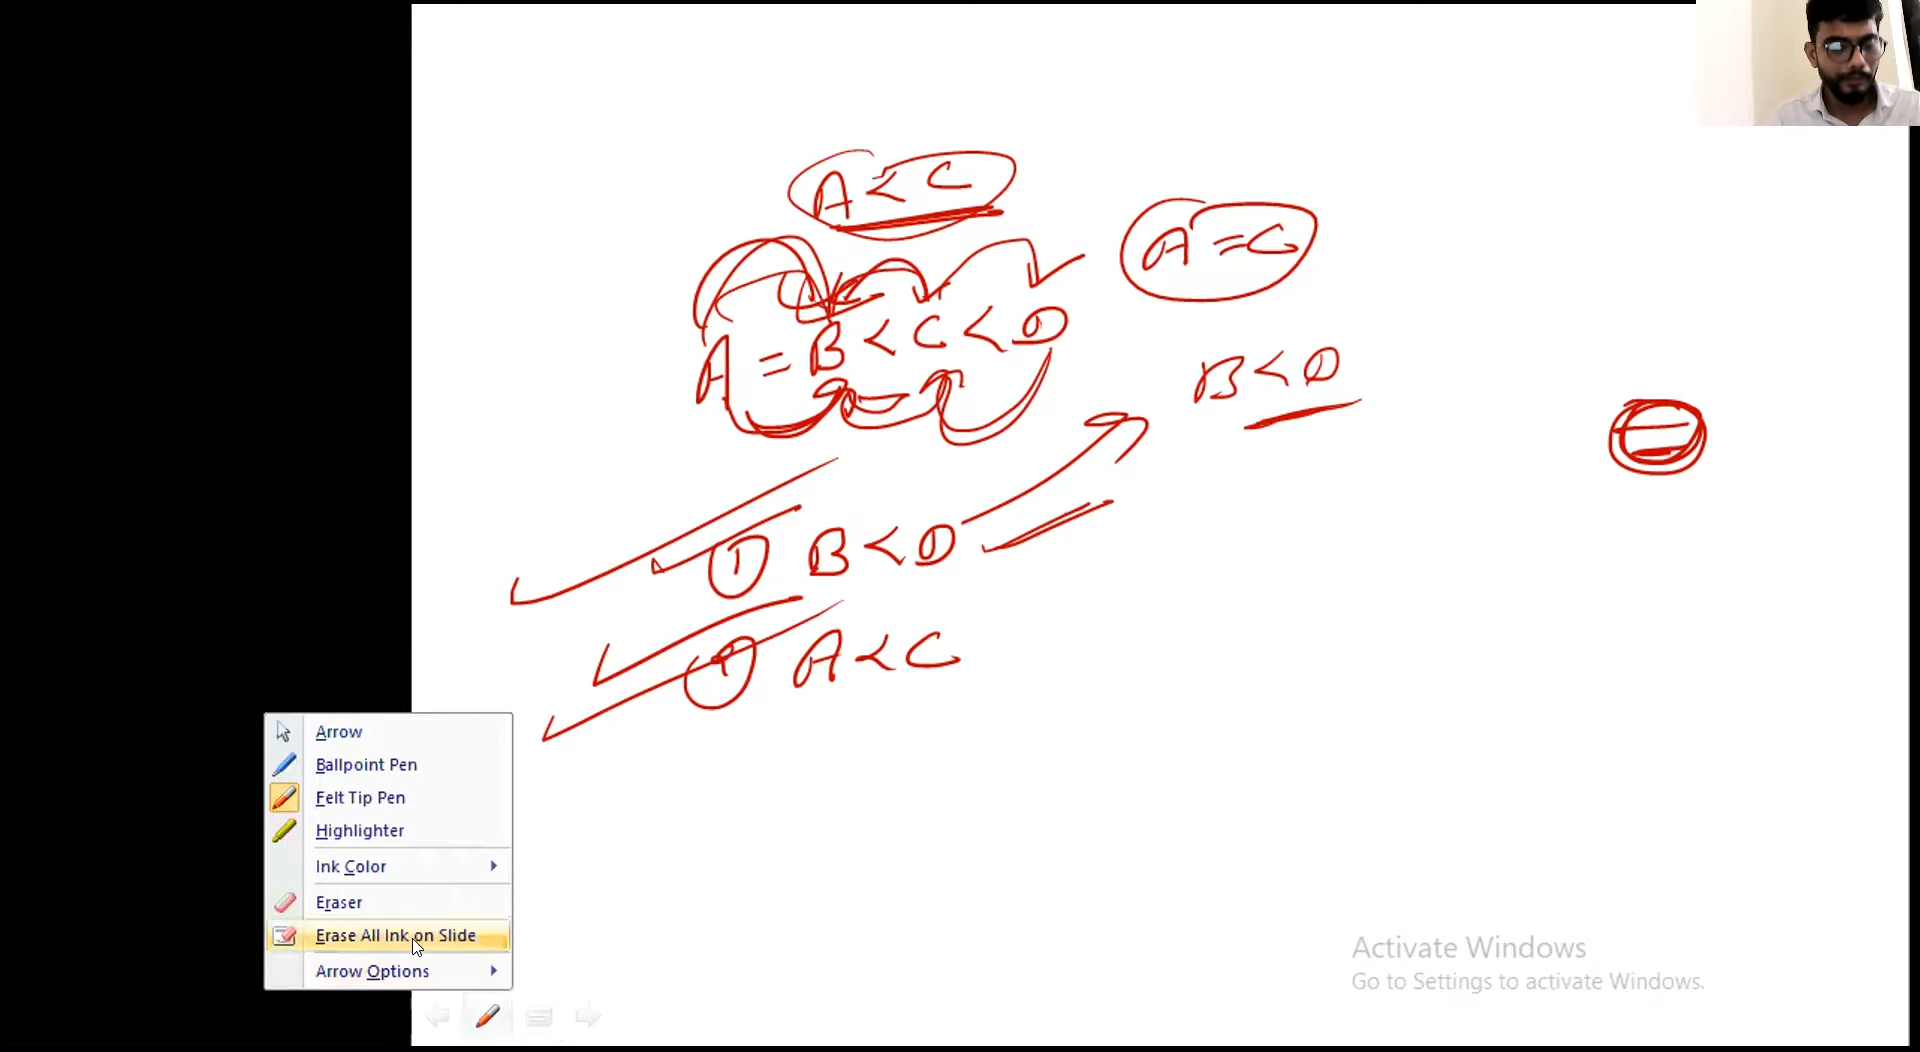 A < C
A = C
A = B < C < D
B < D
① B < D
① A < C
Arrow
Ballpoint Pen
Felt Tip Pen
Highlighter
Ink Color
Eraser
Erase All Ink on Slide
Arrow Options
Activate Windows
Go to Settings to activate Windows.